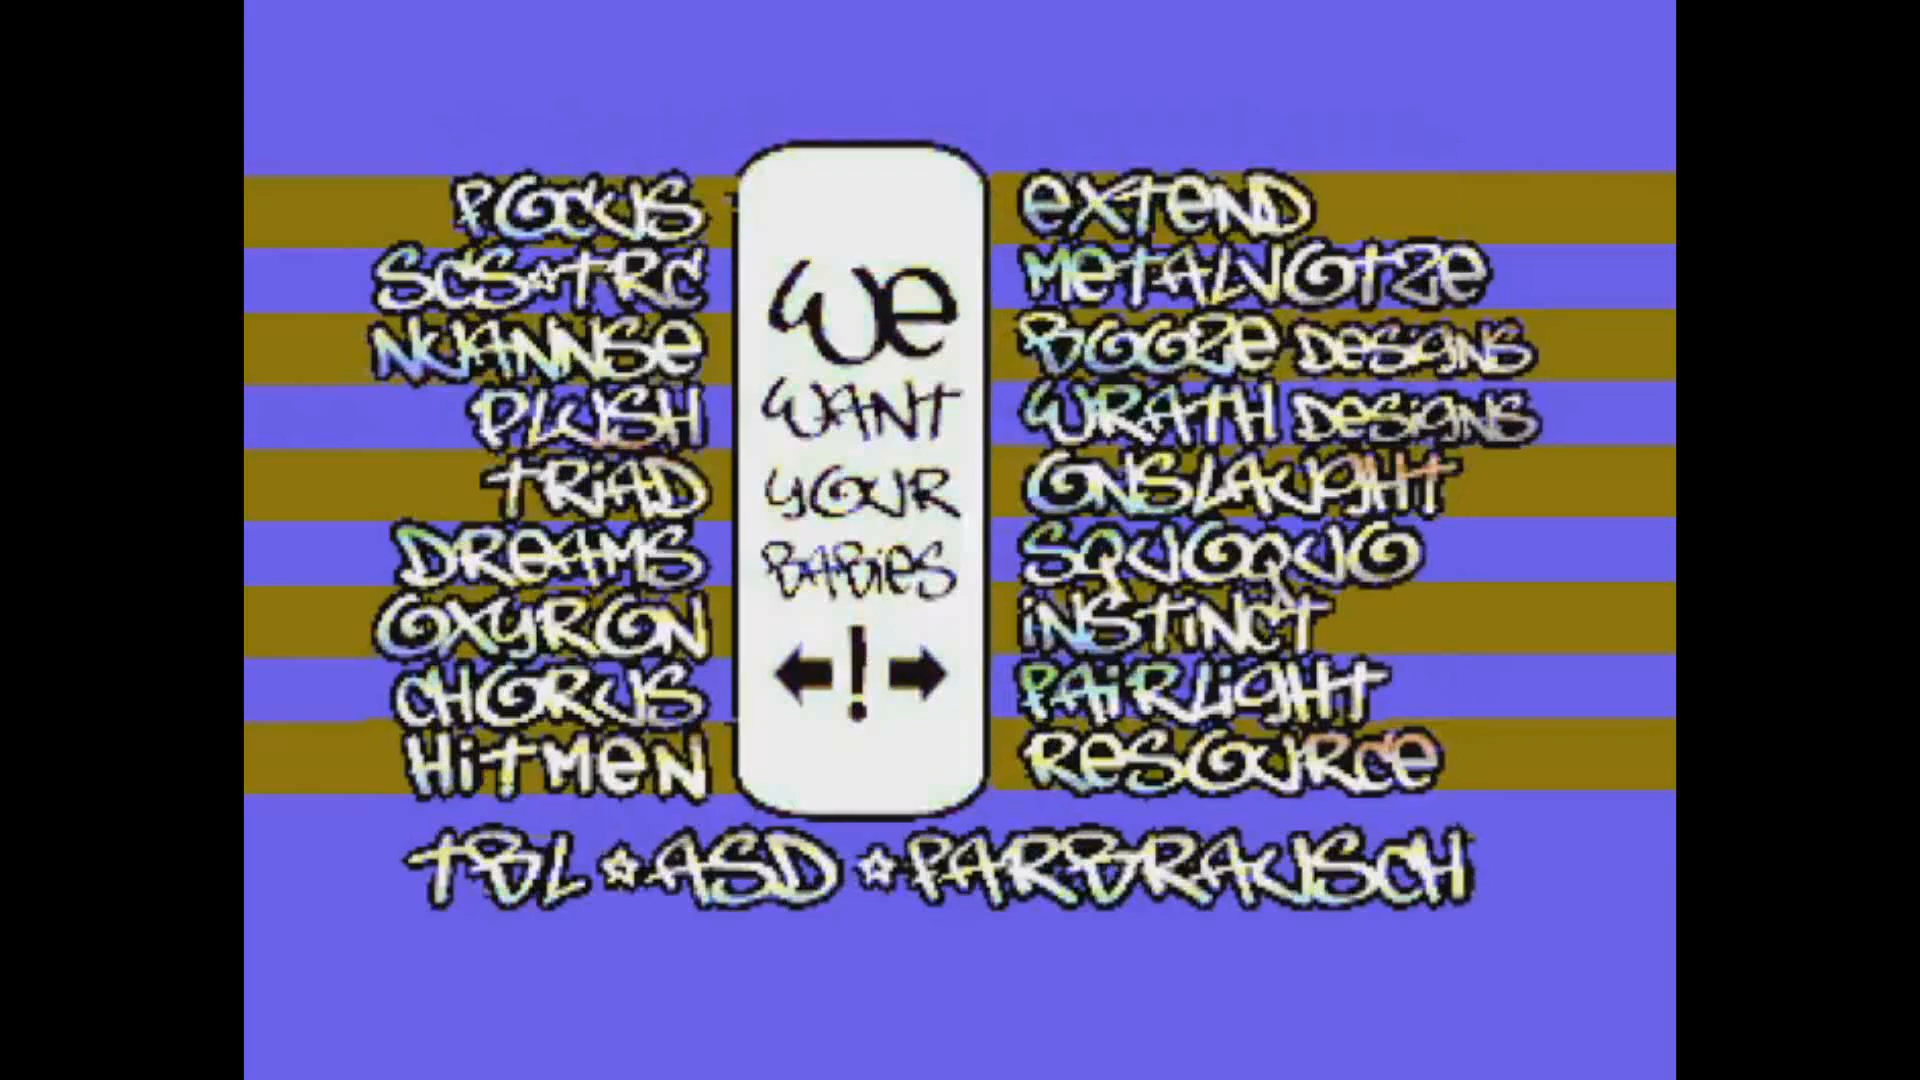 FOCUS
SCS☆TRC
NUANNSE
PLUSH
TRiAD
DREAMS
OXYRON
CHORUS
HiTMEN
We
WANT
YOUR
BABiES
←!→
EXTEND
METALVOTZE
BOOZE DESiGNS
WRATH DESiGNS
ONSLAUGHT
SQUOQUO
iNSTiNCT
FAiRLiGHT
RESOURCE
TBL☆ASD☆FARBRAUSCH